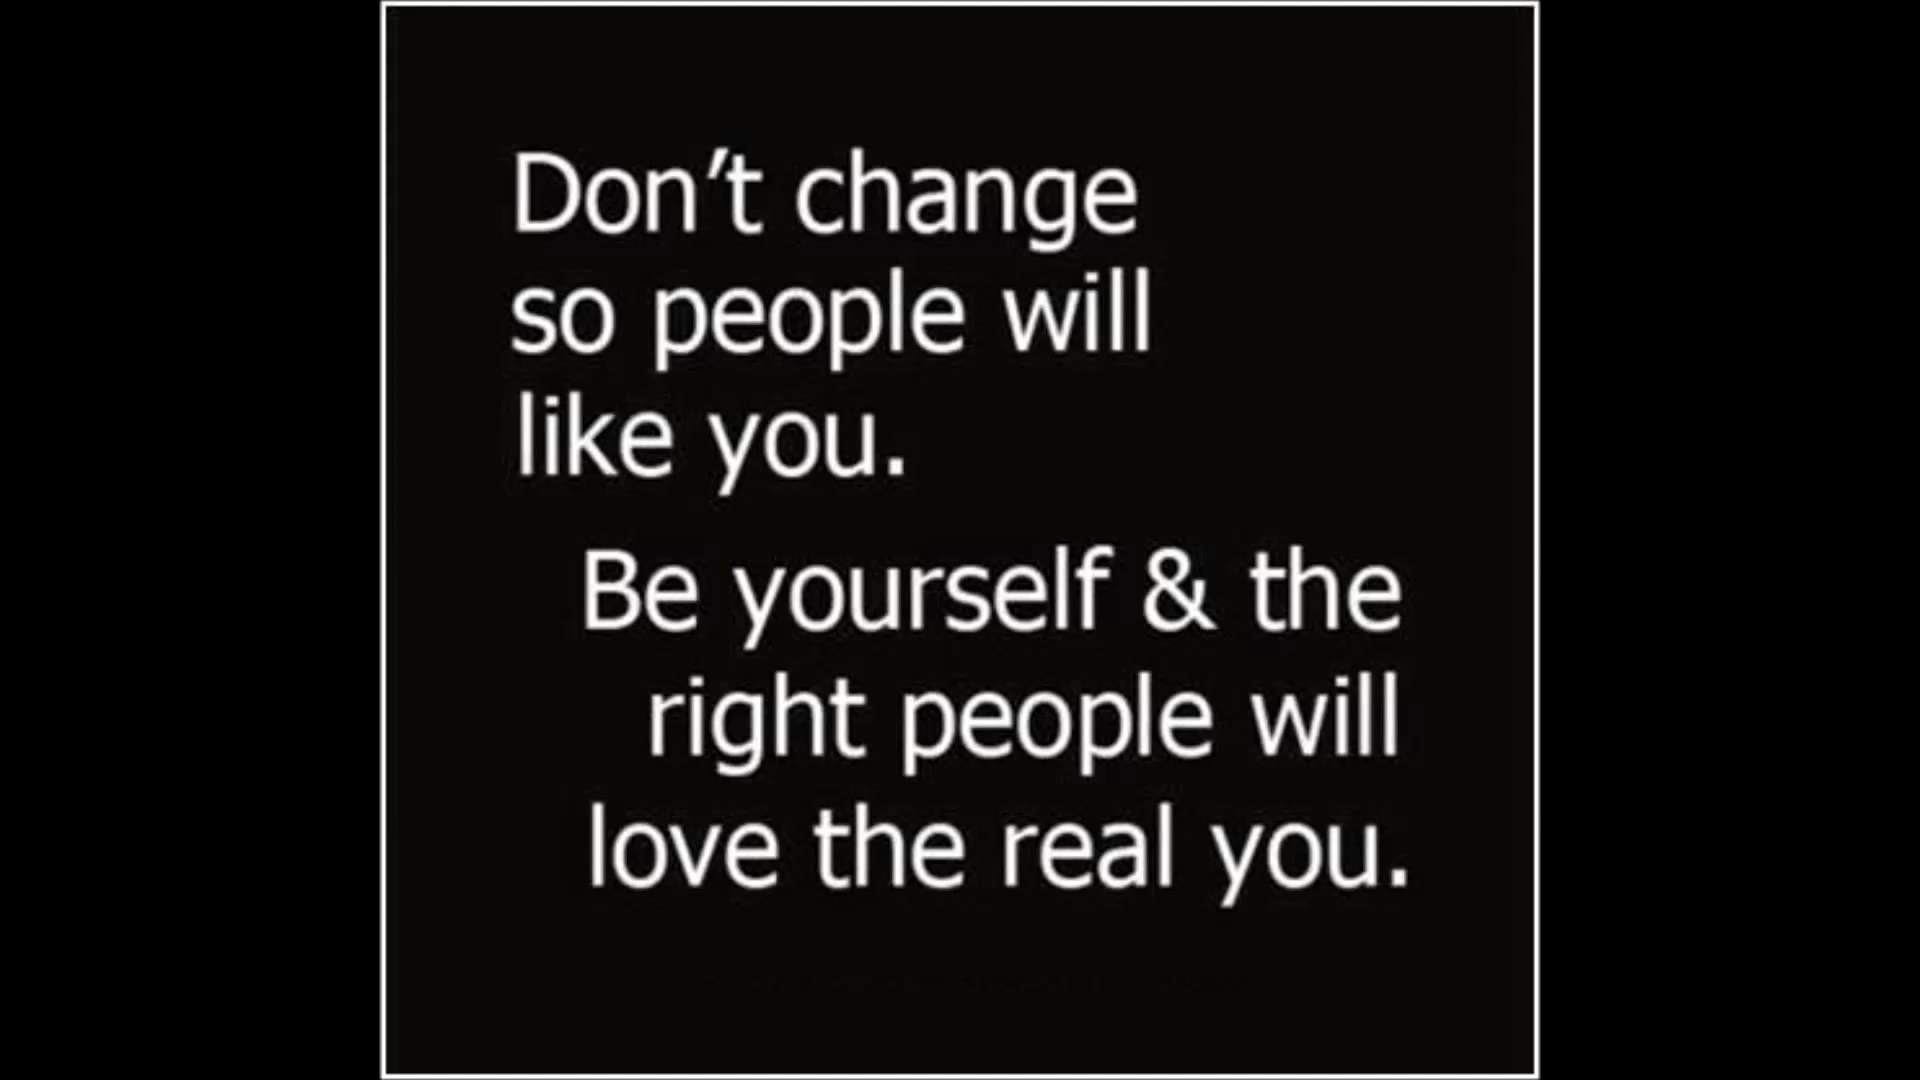 Don't change
so people will
like you.
Be yourself & the
right people will
love the real you.